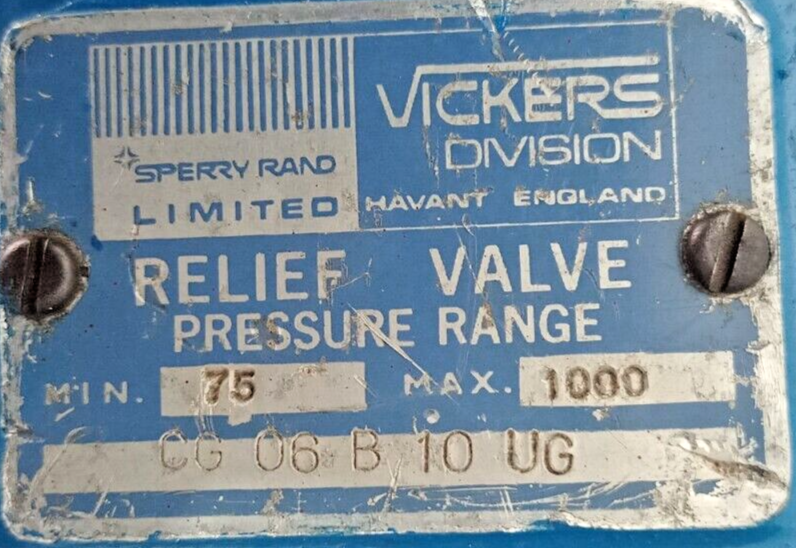 SPERRY RAND
LIMITED
VICKERS
DIVISION
HAVANT ENGLAND
RELIEF VALVE
PRESSURE RANGE
MIN. 75 MAX. 1000
CG 06 B 10 UG